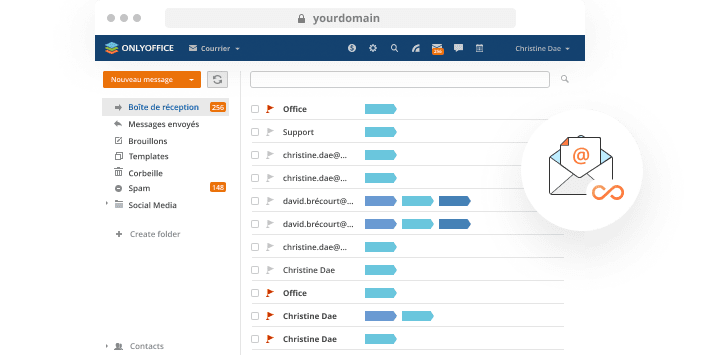 yourdomain
ONLYOFFICE Courrier 256 Christine Dae
Nouveau message
Boîte de réception 256
Messages envoyés
Brouillons
Templates
Corbeille
Spam 148
Social Media
Create folder
Contacts
Office
Support
christine.dae@...
christine.dae@...
david.brécourt@...
david.brécourt@...
christine.dae@...
Christine Dae
Office
Christine Dae
Christine Dae
@